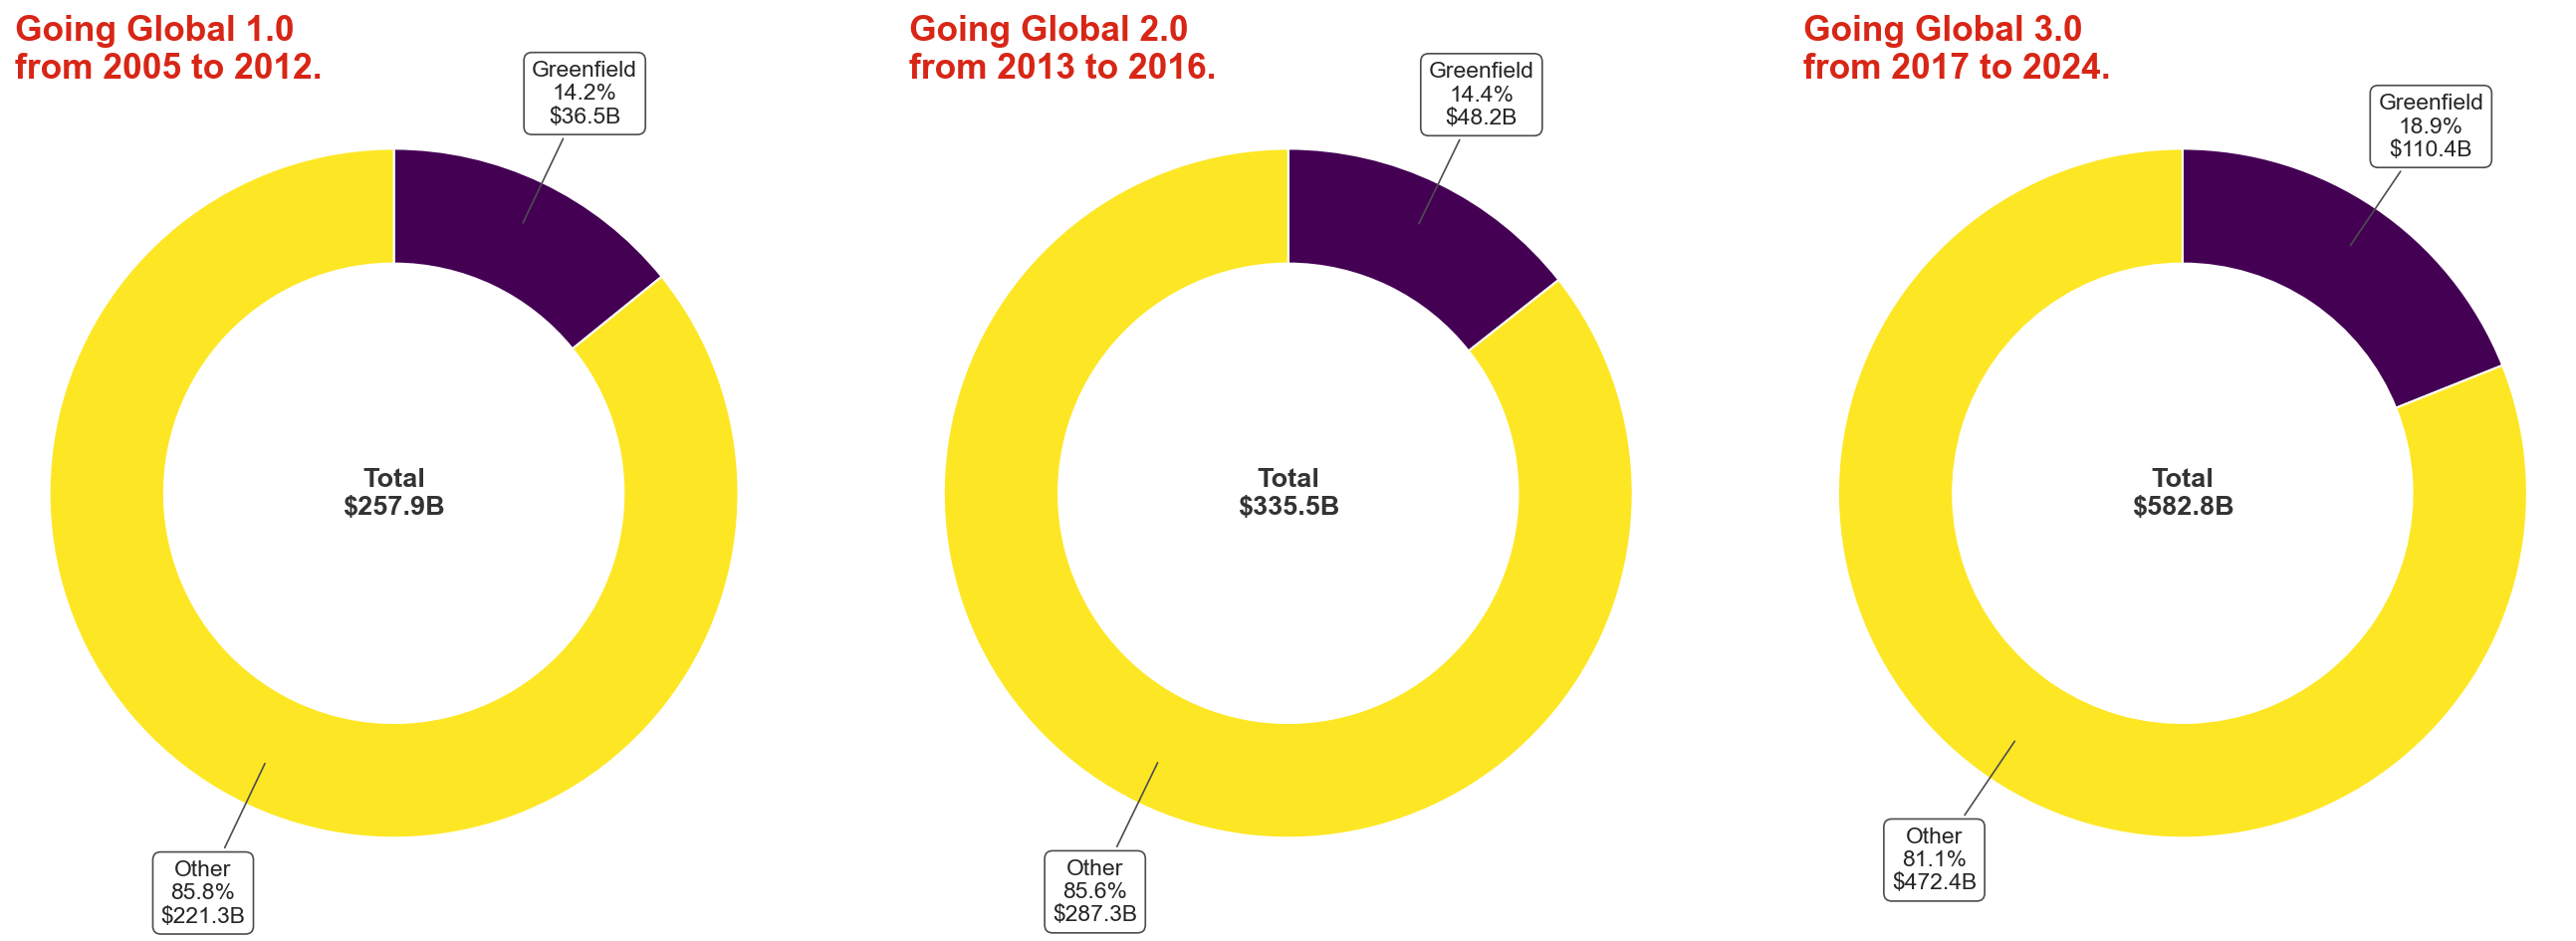 Going Global 1.0
from 2005 to 2012.
Greenfield
14.2%
$36.5B
Total
$257.9B
Other
85.8%
$221.3B
Going Global 2.0
from 2013 to 2016.
Greenfield
14.4%
$48.2B
Total
$335.5B
Other
85.6%
$287.3B
Going Global 3.0
from 2017 to 2024.
Greenfield
18.9%
$110.4B
Total
$582.8B
Other
81.1%
$472.4B